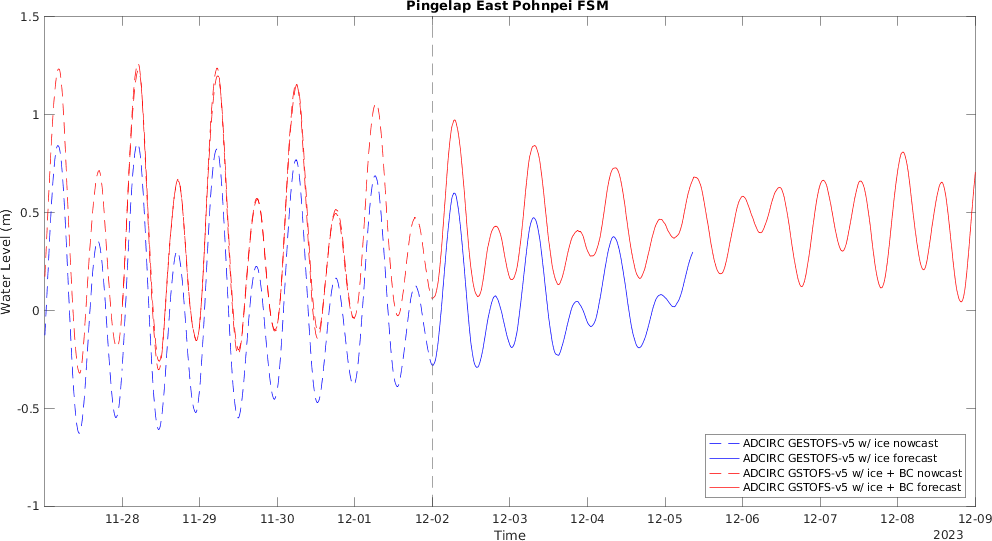 Pingelap East Pohnpei FSM
1.5
1
0.5
0
-0.5
-1
Water Level (m)
ADCIRC GESTOFS-v5 w/ ice nowcast
ADCIRC GESTOFS-v5 w/ ice forecast
ADCIRC GSTOFS-v5 w/ ice + BC nowcast
ADCIRC GSTOFS-v5 w/ ice + BC forecast
11-28 11-29 11-30 12-01 12-02 12-03 12-04 12-05 12-06 12-07 12-08 12-09
Time
2023